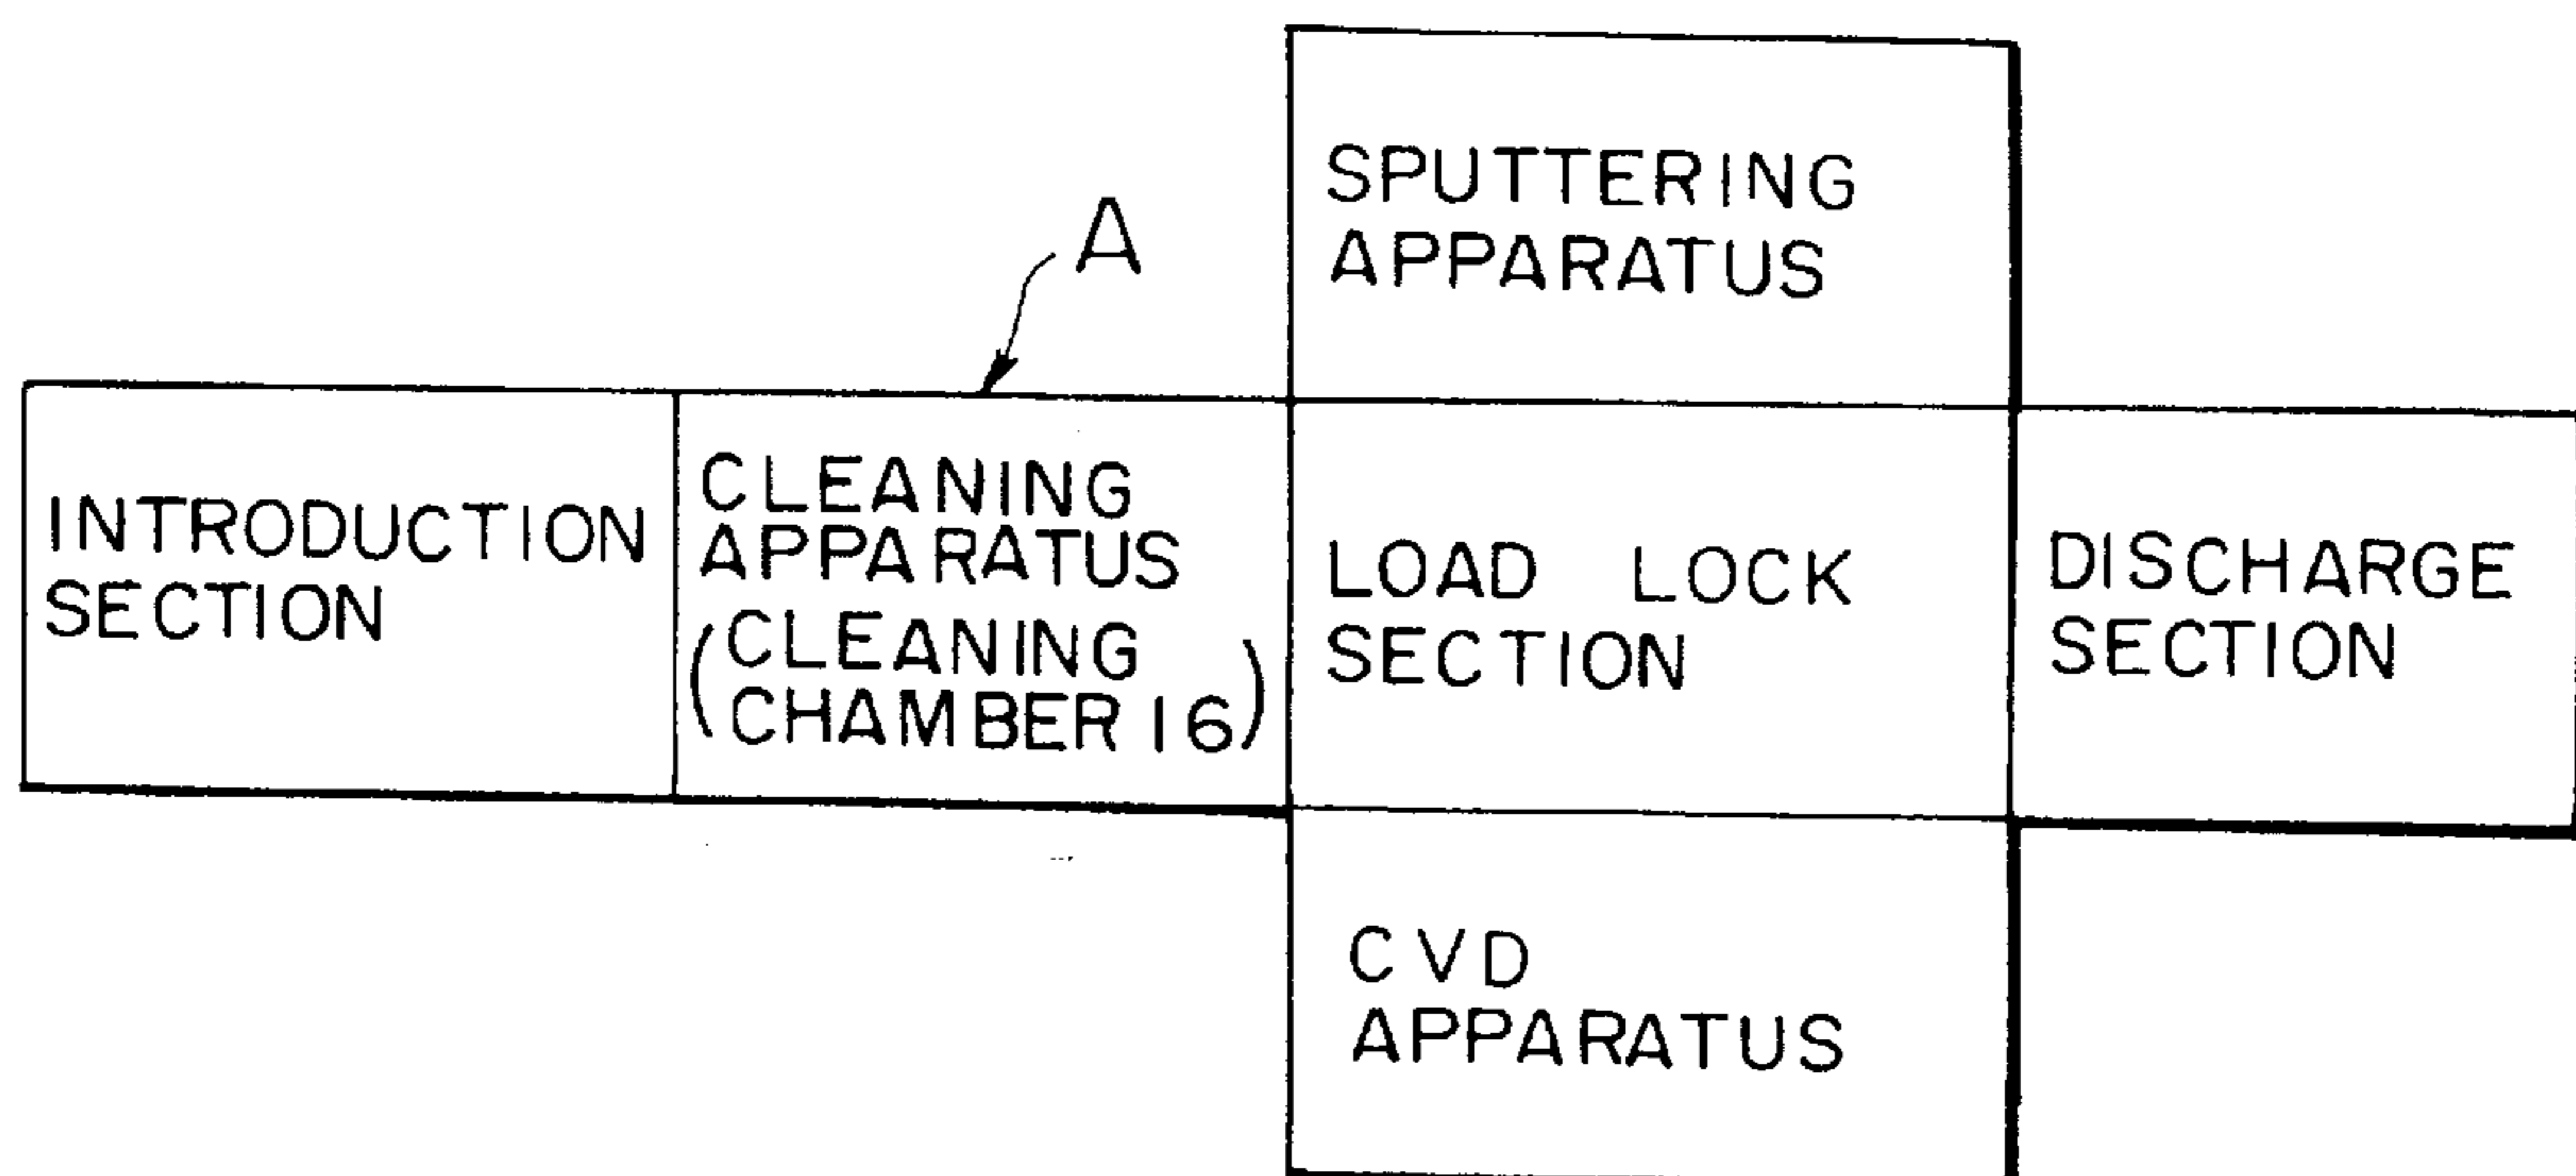 A
SPUTTERING
APPARATUS
INTRODUCTION
SECTION
CLEANING
APPARATUS
(CLEANING
CHAMBER 16)
LOAD LOCK
SECTION
DISCHARGE
SECTION
CVD
APPARATUS